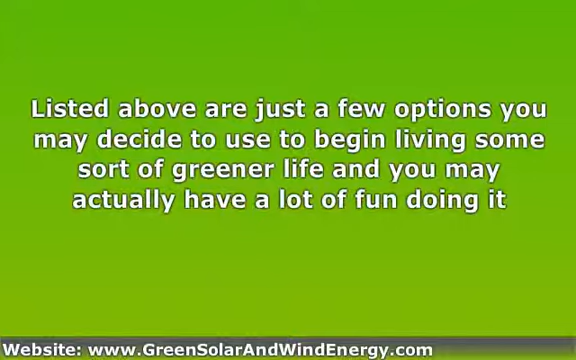 Listed above are just a few options you
may decide to use to begin living some
sort of greener life and you may
actually have a lot of fun doing it
Website: www.GreenSolarAndWindEnergy.com